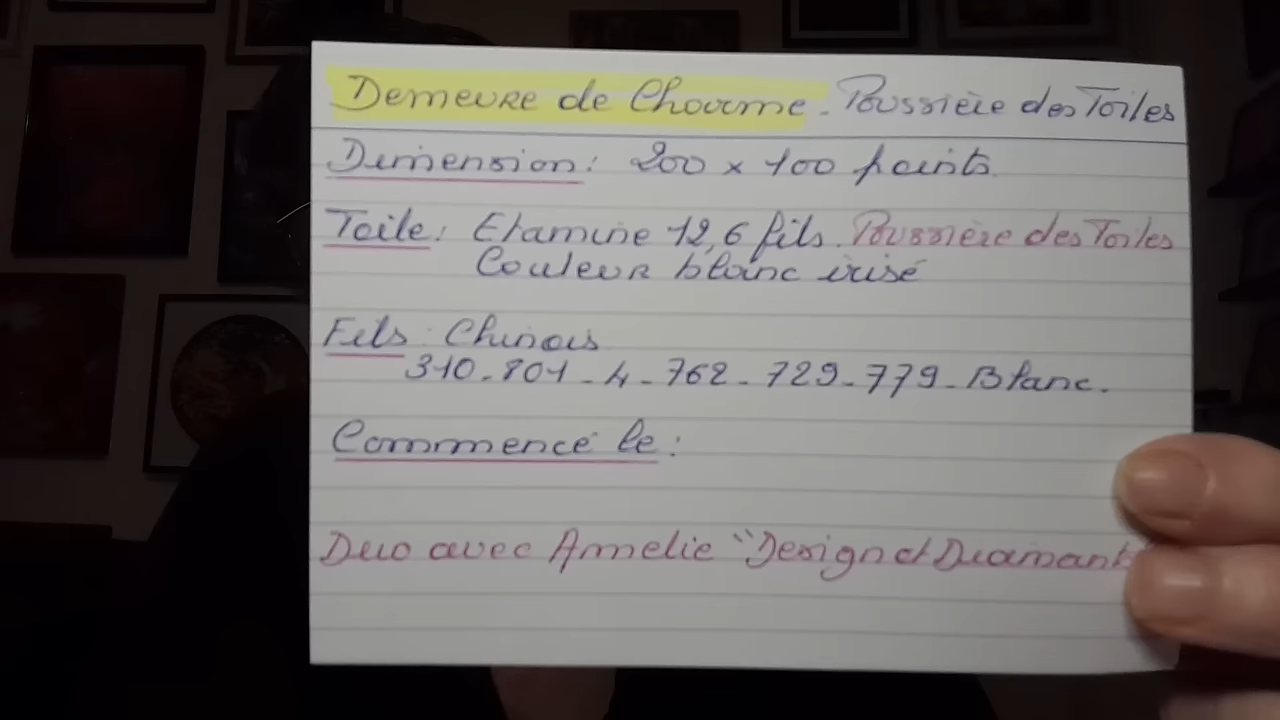 Demeure de Charme - Poussière des Toiles
Dimension: 200 x 100 points.
Toile: Etamine 12,6 fils. Poussière des Toiles
Couleur blanc irisé
Fils: Chinois
310-801-4-762-729-779-Blanc.
Commencé le:
Duo avec Amelie "Design et Diamants"